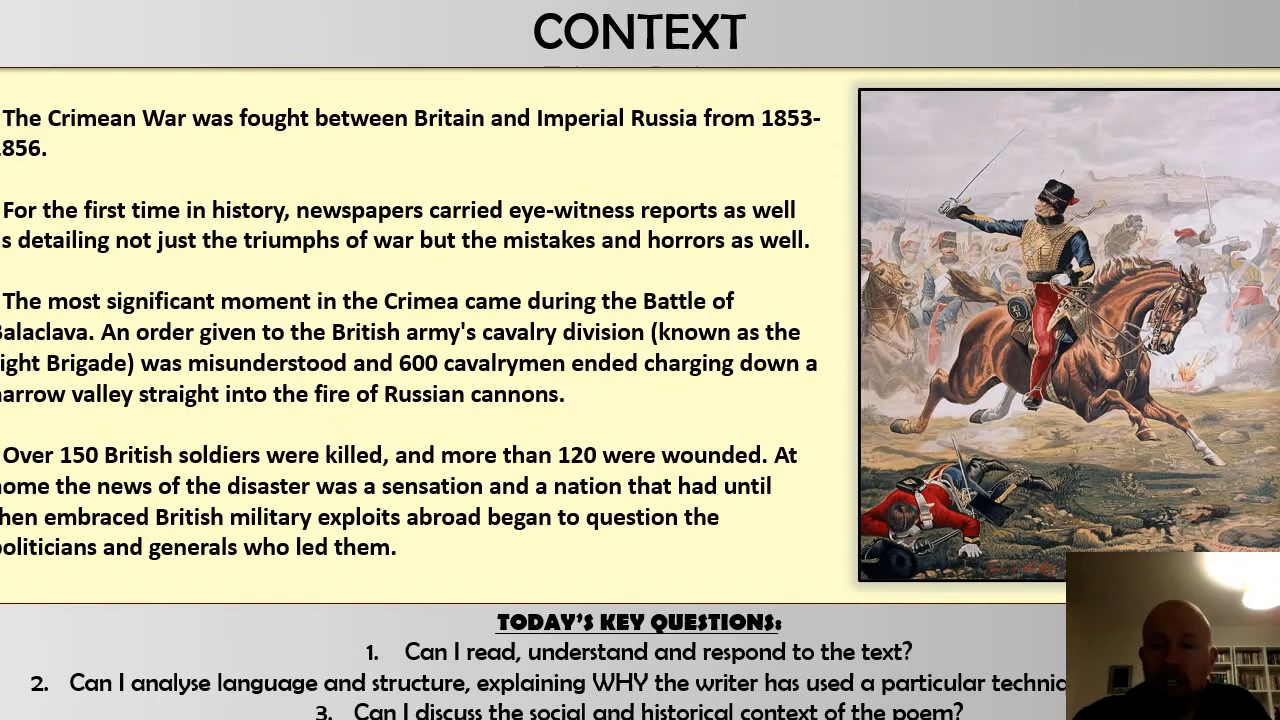 CONTEXT
The Crimean War was fought between Britain and Imperial Russia from 1853-
856.
For the first time in history, newspapers carried eye-witness reports as well
s detailing not just the triumphs of war but the mistakes and horrors as well.
The most significant moment in the Crimea came during the Battle of
Balaclava. An order given to the British army's cavalry division (known as the
ight Brigade) was misunderstood and 600 cavalrymen ended charging down a
narrow valley straight into the fire of Russian cannons.
Over 150 British soldiers were killed, and more than 120 were wounded. At
home the news of the disaster was a sensation and a nation that had until
then embraced British military exploits abroad began to question the
politicians and generals who led them.
TODAY'S KEY QUESTIONS:
1. Can I read, understand and respond to the text?
2. Can I analyse language and structure, explaining WHY the writer has used a particular techniq
3. Can I discuss the social and historical context of the poem?